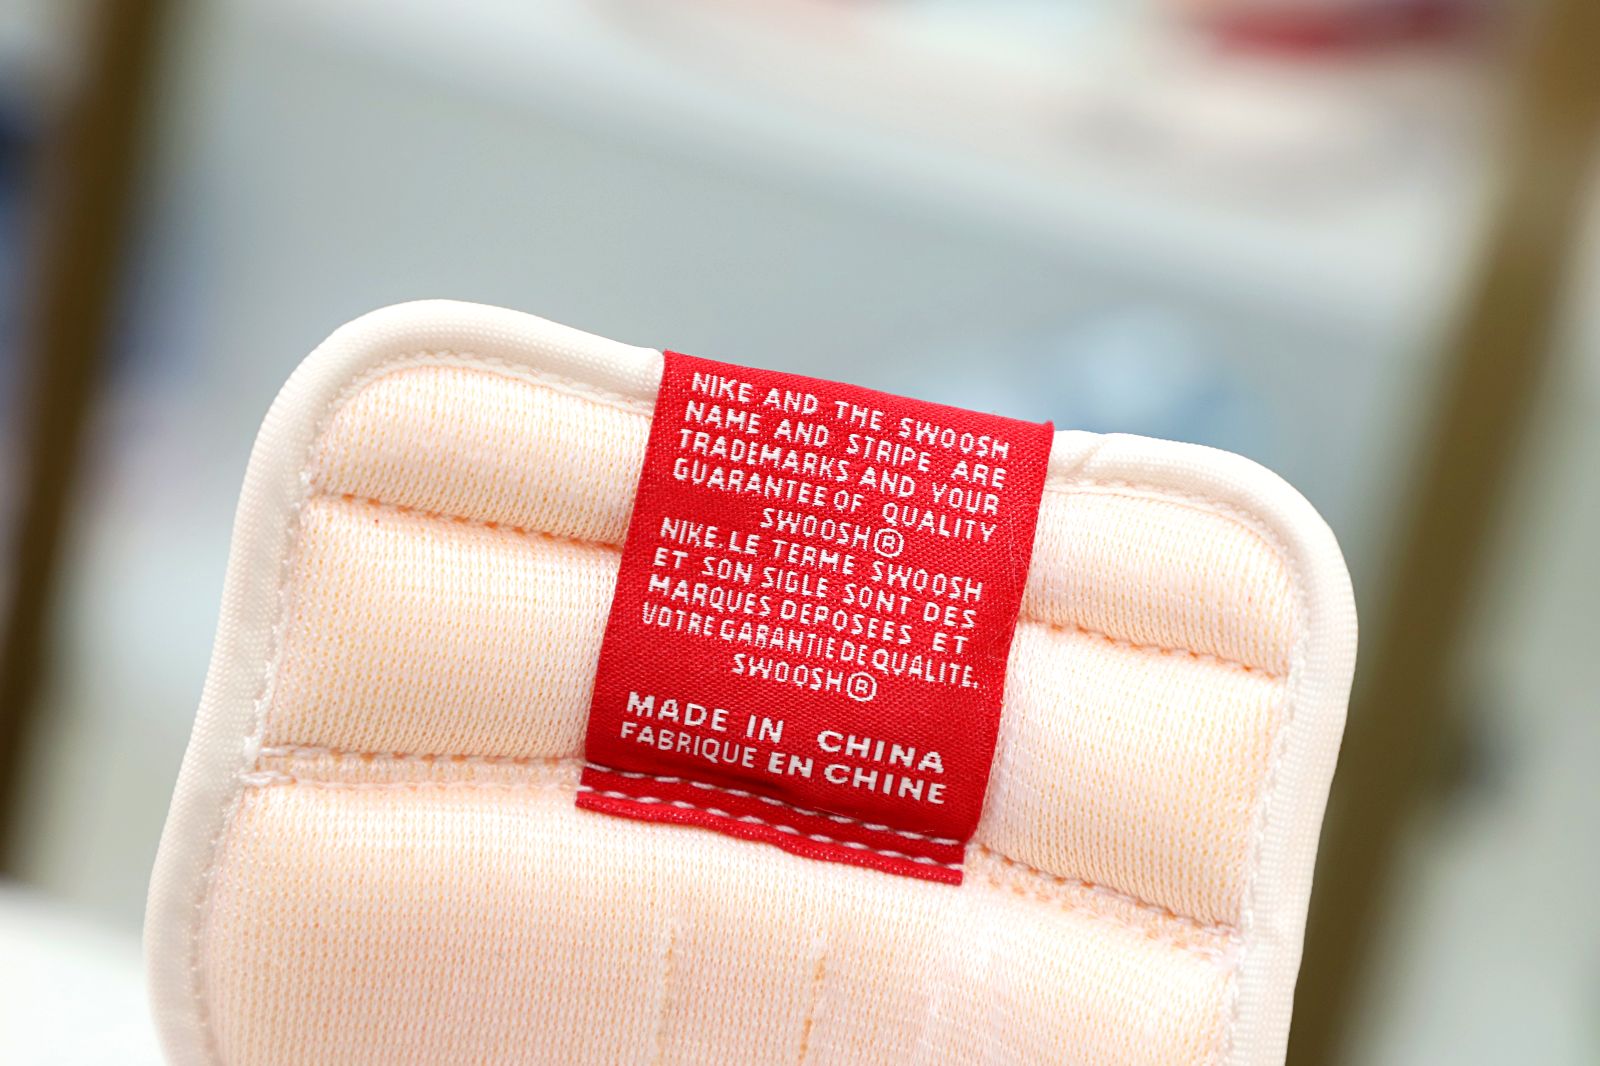 NIKE AND THE SWOOSH
NAME AND STRIPE ARE
TRADEMARKS AND YOUR
GUARANTEE OF QUALITY
SWOOSH®
NIKE.LE TERME SWOOSH
ET SON SIGLE SONT DES
MARQUES DEPOSEES ET
VOTRE GARANTIE DE QUALITE.
SWOOSH®
MADE IN CHINA
FABRIQUE EN CHINE